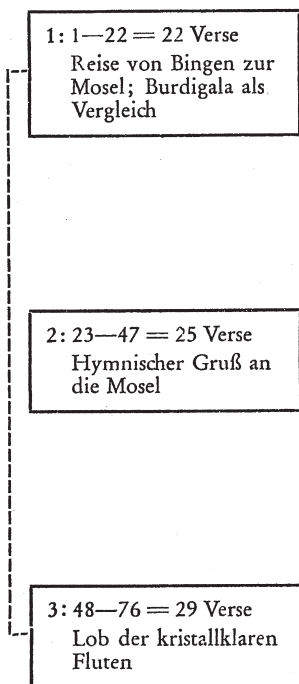 1: 1—22 = 22 Verse
Reise von Bingen zur
Mosel; Burdigala als
Vergleich
2: 23—47 = 25 Verse
Hymnischer Gruß an
die Mosel
3: 48—76 = 29 Verse
Lob der kristallklaren
Fluten